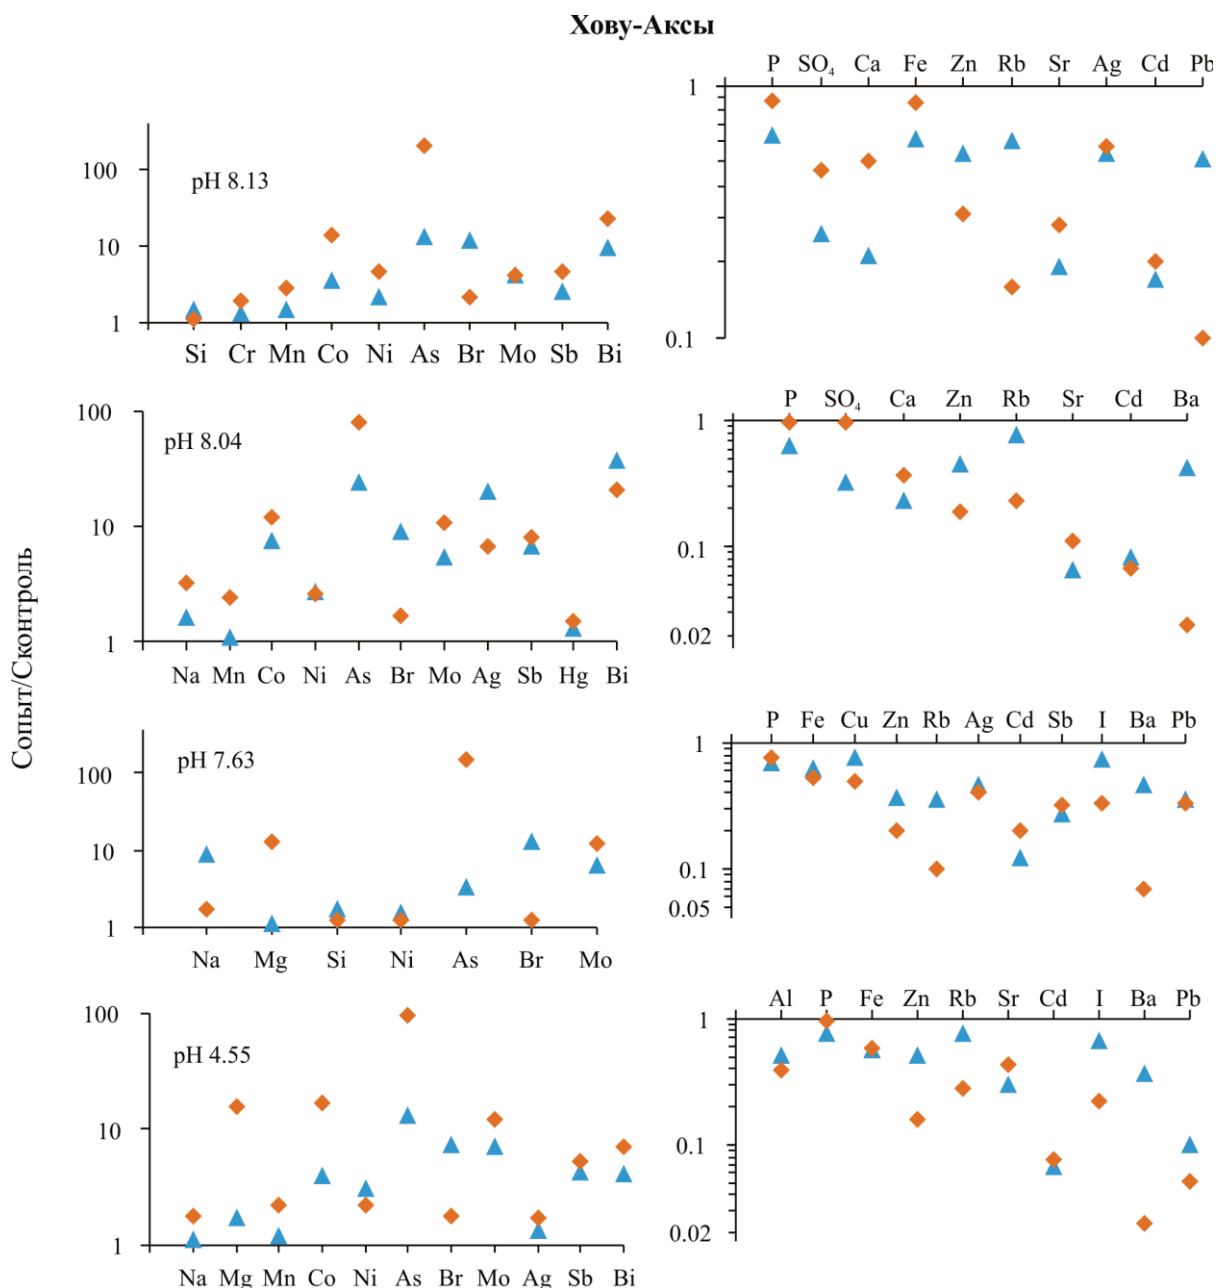 Хову-Аксы
Сопыт/Сконтроль
pH 8.13
100
10
1
Si Cr Mn Co Ni As Br Mo Sb Bi
P SO₄ Ca Fe Zn Rb Sr Ag Cd Pb
1
0.1
100
pH 8.04
10
1
Na Mn Co Ni As Br Mo Ag Sb Hg Bi
P SO₄ Ca Zn Rb Sr Cd Ba
1
0.1
0.02
pH 7.63
100
10
1
Na Mg Si Ni As Br Mo
P Fe Cu Zn Rb Ag Cd Sb I Ba Pb
1
0.1
0.05
100
pH 4.55
10
1
Na Mg Mn Co Ni As Br Mo Ag Sb Bi
Al P Fe Zn Rb Sr Cd I Ba Pb
1
0.1
0.02